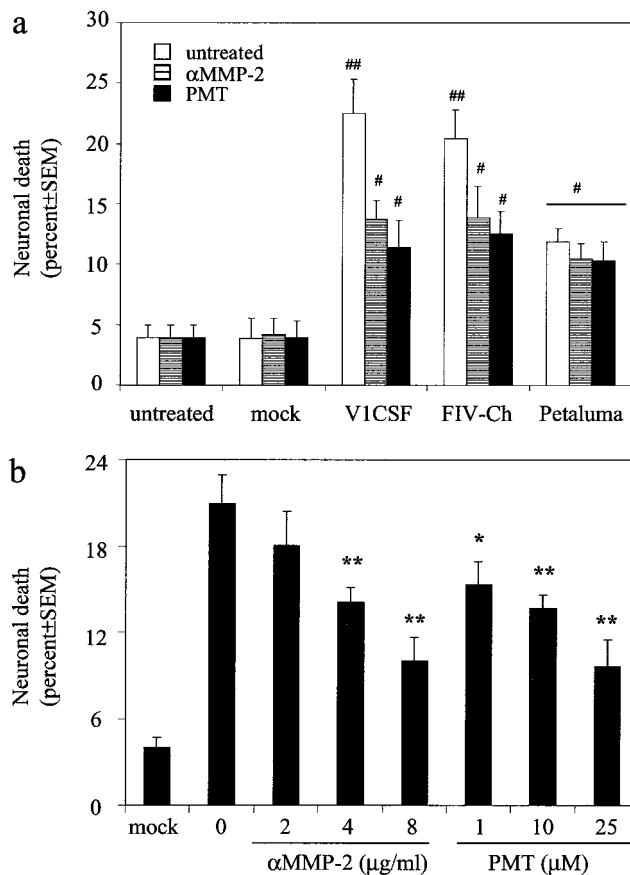 a
Neuronal death
(percent±SEM)
30
25
20
15
10
5
0
untreated
αMMP-2
PMT
##
#
#
##
#
#
#
untreated mock V1CSF FIV-Ch Petaluma
b
Neuronal death
(percent±SEM)
24
18
12
6
0
**
**
*
**
**
mock 0 2 4 8 1 10 25
αMMP-2 (μg/ml) PMT (μM)